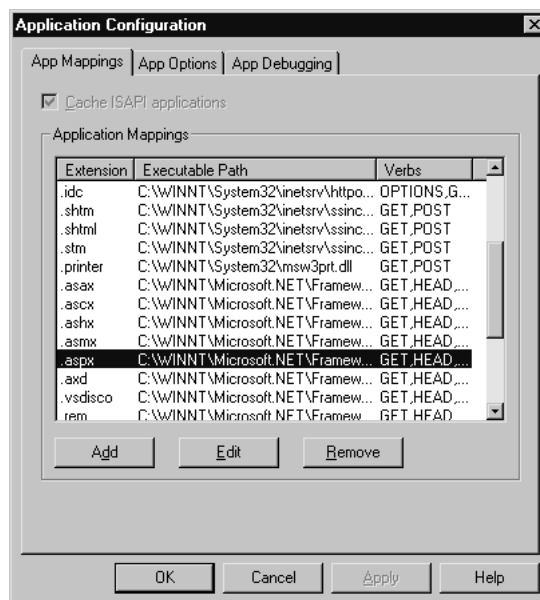 Application Configuration
App Mappings App Options App Debugging
Cache ISAPI applications
Application Mappings
Extension Executable Path Verbs
.idc C:\WINNT\System32\inetsrv\httpo... OPTIONS,G...
.shtm C:\WINNT\System32\inetsrv\ssinc... GET,POST
.shtml C:\WINNT\System32\inetsrv\ssinc... GET,POST
.stm C:\WINNT\System32\inetsrv\ssinc... GET,POST
.printer C:\WINNT\System32\msw3prt.dll GET,POST
.asax C:\WINNT\Microsoft.NET\Framew... GET,HEAD,...
.ascx C:\WINNT\Microsoft.NET\Framew... GET,HEAD,...
.ashx C:\WINNT\Microsoft.NET\Framew... GET,HEAD,...
.asmx C:\WINNT\Microsoft.NET\Framew... GET,HEAD,...
.aspx C:\WINNT\Microsoft.NET\Framew... GET,HEAD,...
.axd C:\WINNT\Microsoft.NET\Framew... GET,HEAD,...
.vsdisco C:\WINNT\Microsoft.NET\Framew... GET,HEAD,...
.rem C:\WINNT\Microsoft.NET\Framew... GET,HEAD,...
Add Edit Remove
OK Cancel Apply Help